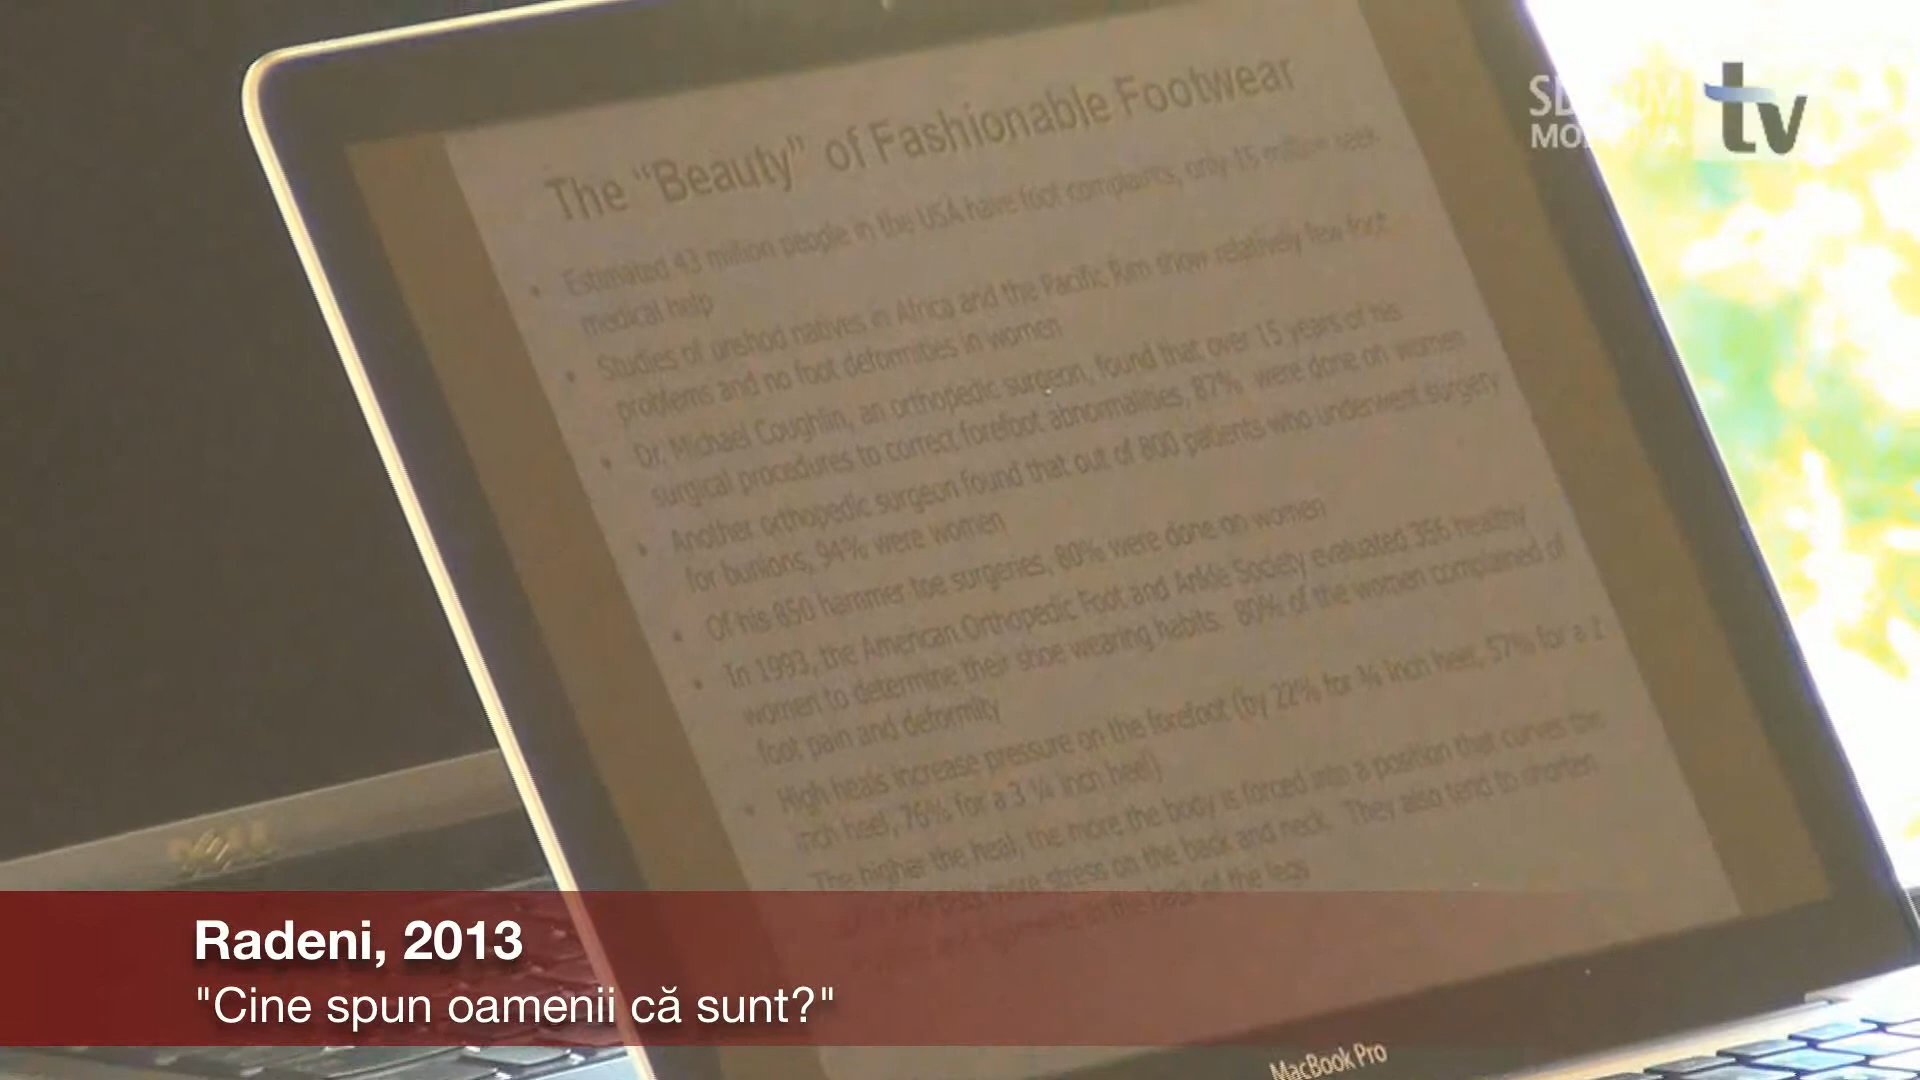 tv
The "Beauty" of Fashionable Footwear
• Estimated 43 million people in the USA have foot complaints, only 15 million seek
medical help
• Studies of unshod natives in Africa and the Pacific Rim show relatively few foot
problems and no foot deformities in women
• Dr. Michael Coughlin, an orthopedic surgeon, found that over 15 years of his
surgical procedures to correct forefoot abnormalities, 87% were done on women
• Another orthopedic surgeon found that out of 800 patients who underwent surgery
for bunions, 94% were women
• Of his 850 hammer toe surgeries, 80% were done on women
• In 1993, the American Orthopedic Foot and Ankle Society evaluated 356 healthy
women to determine their shoe wearing habits. 80% of the women complained of
foot pain and deformity
• High heals increase pressure on the forefoot (by 22% for ¾ inch heel, 57% for a 2
inch heel, 76% for a 3 ¼ inch heel)
The higher the heal, the more the body is forced into a position that curves the
more stress on the back and neck. They also tend to shorten
in the back of the legs
DELL
Radeni, 2013
"Cine spun oamenii că sunt?"
MacBook Pro